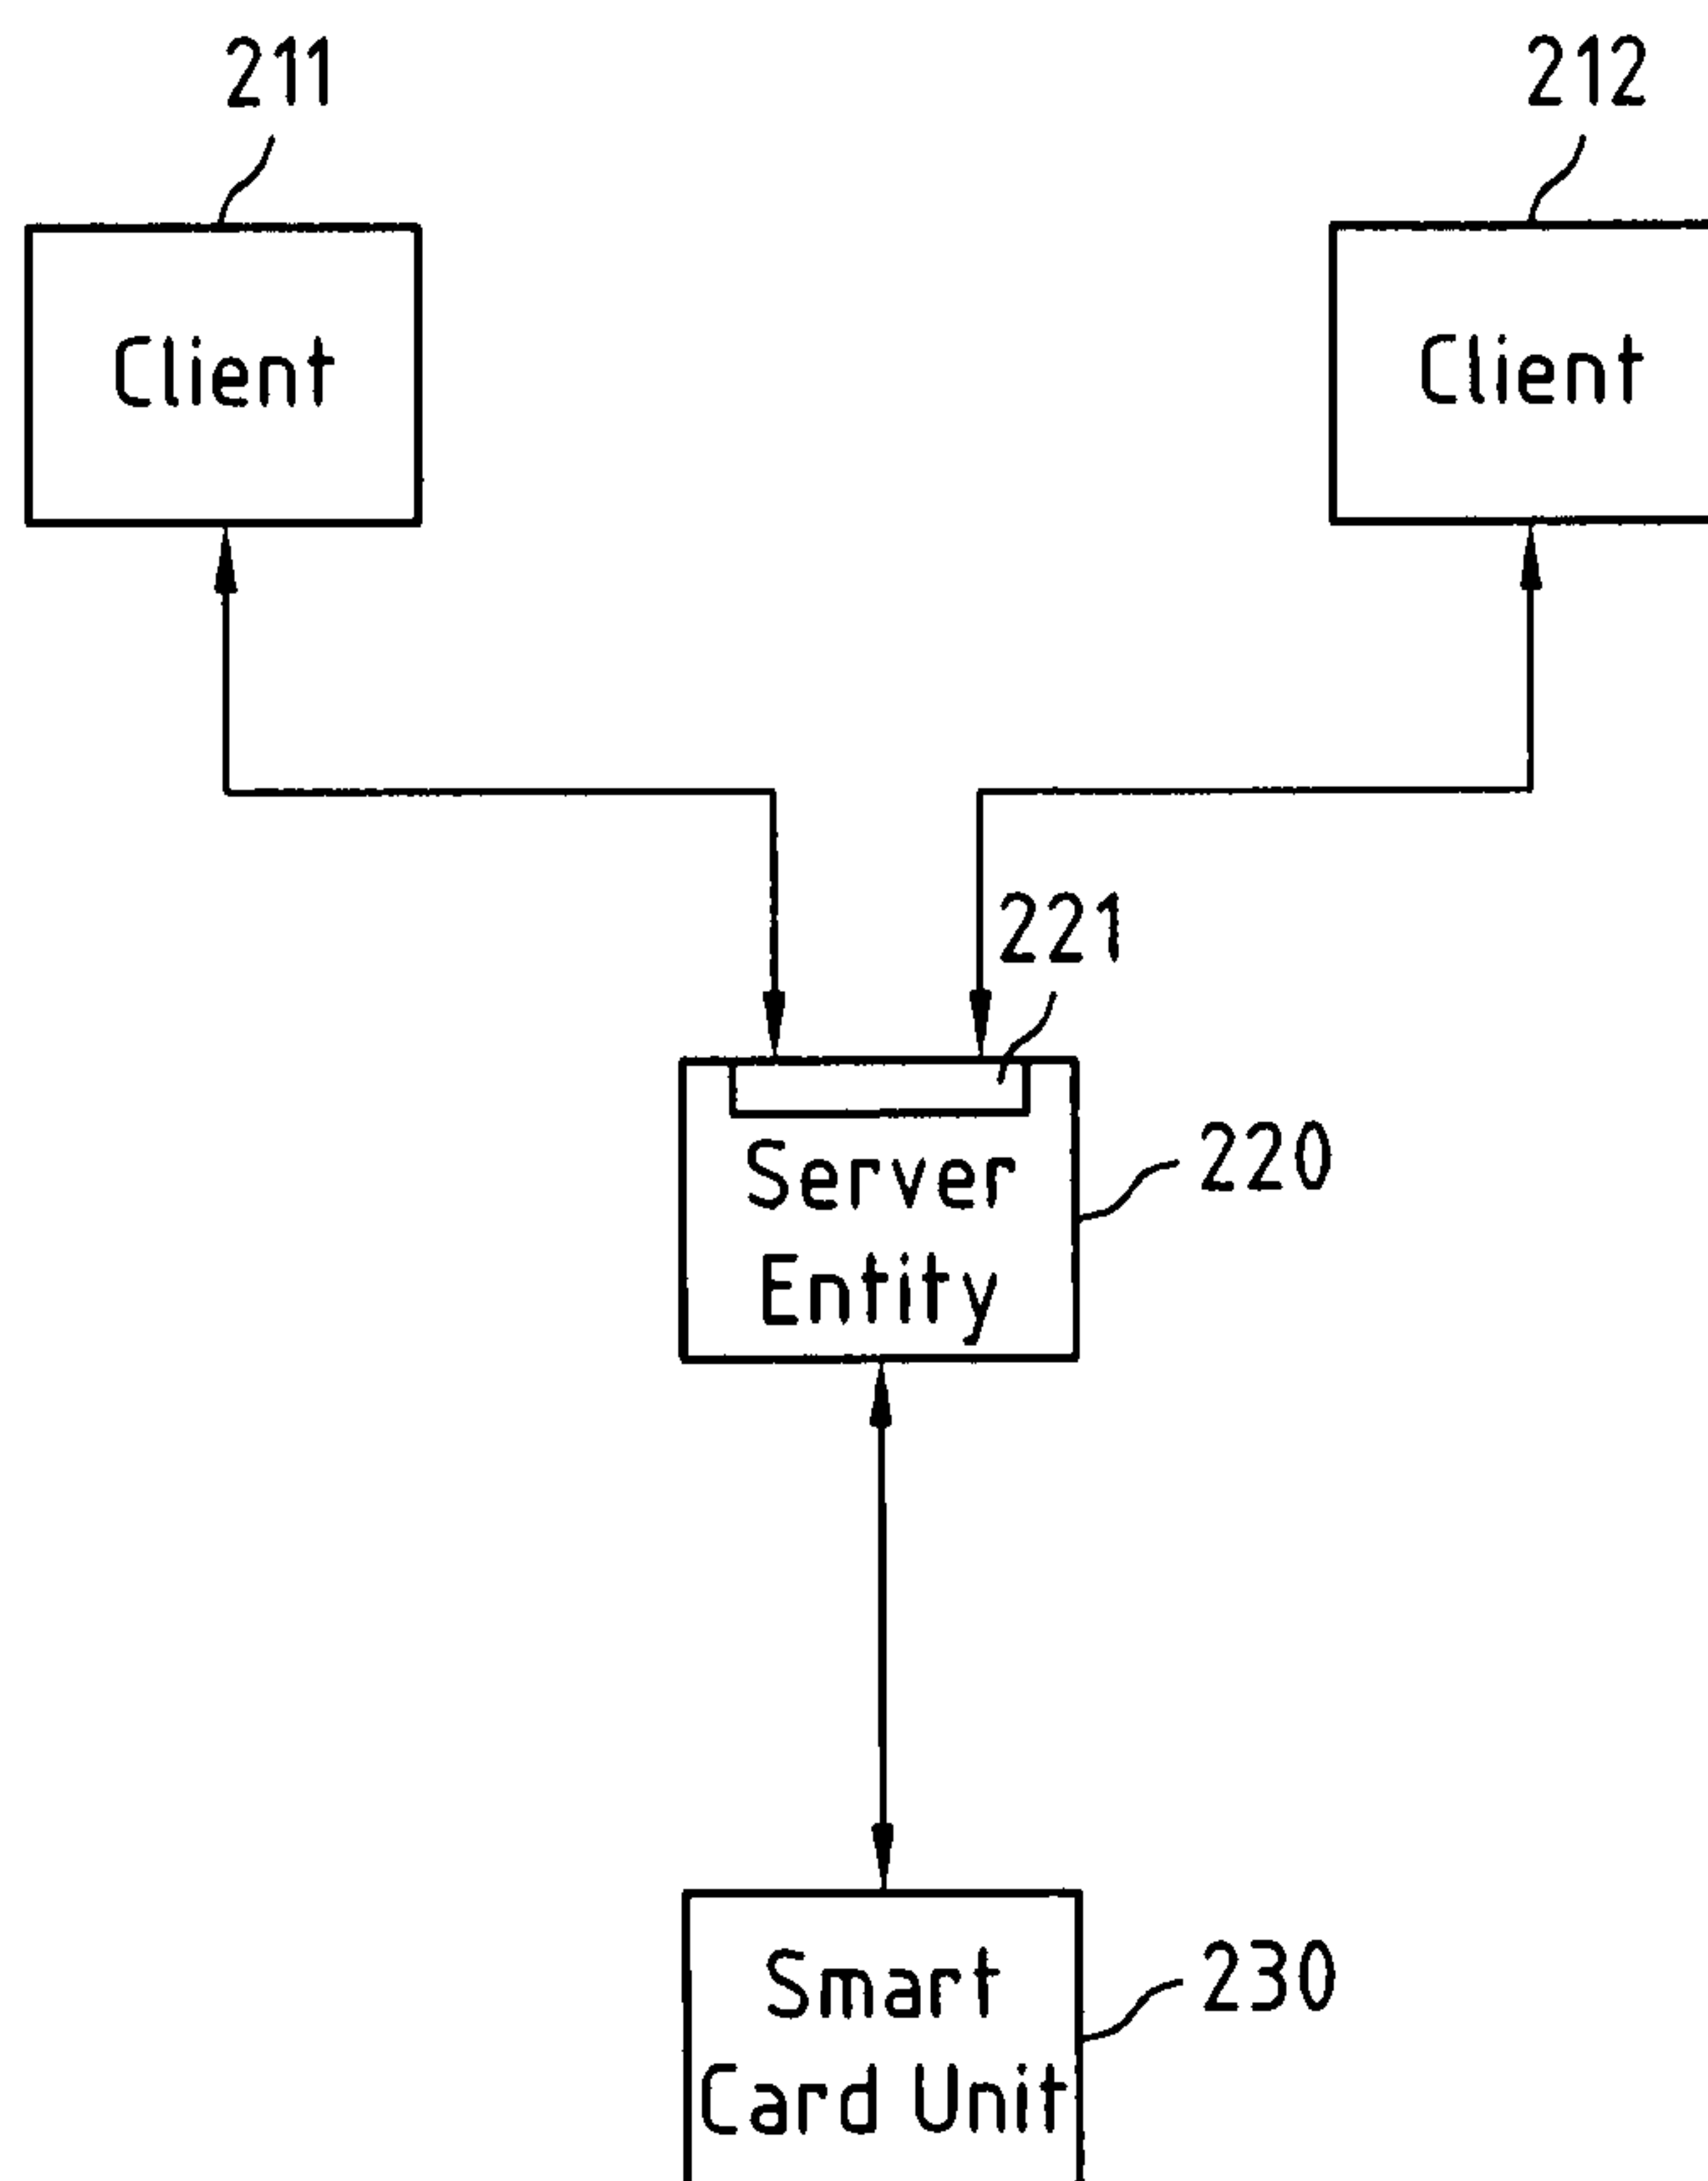 211
212
Client
Client
221
Server
Entity
220
Smart
Card Unit
230